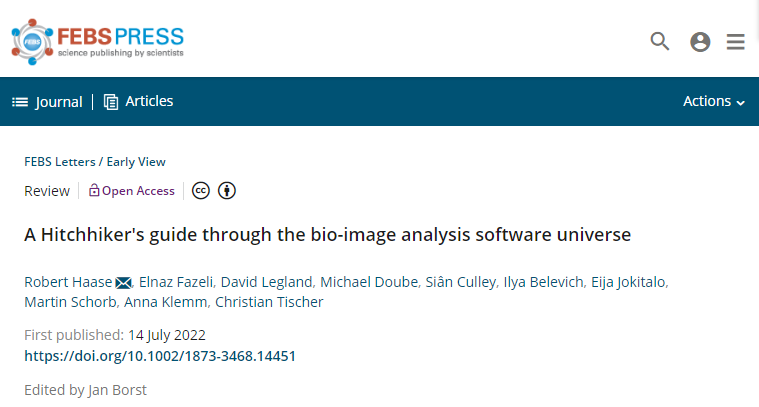 FEBS
FEBS PRESS
science publishing by scientists
Journal | Articles
Actions
FEBS Letters / Early View
Review | Open Access | cc
A Hitchhiker's guide through the bio-image analysis software universe
Robert Haase, Elnaz Fazeli, David Legland, Michael Doube, Siân Culley, Ilya Belevich, Eija Jokitalo,
Martin Schorb, Anna Klemm, Christian Tischer
First published: 14 July 2022
https://doi.org/10.1002/1873-3468.14451
Edited by Jan Borst